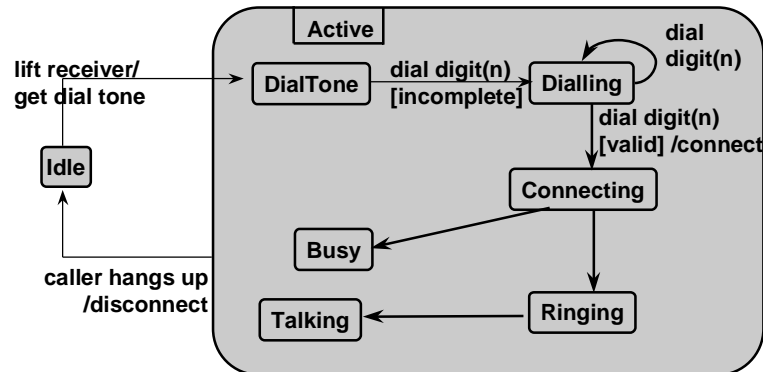 Active
lift receiver/
get dial tone
DialTone
dial digit(n)
[incomplete]
Dialling
dial
digit(n)
dial digit(n)
[valid] /connect
Idle
Connecting
Busy
caller hangs up
/disconnect
Talking
Ringing